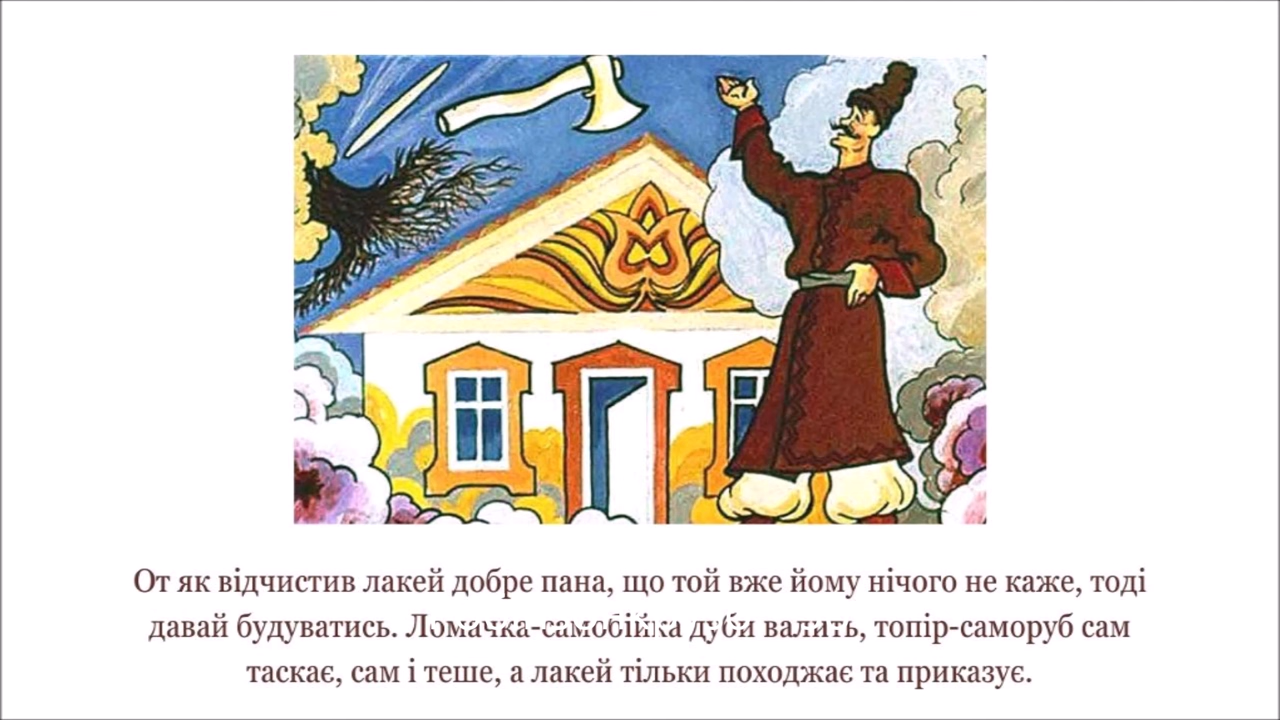 От як відчистив лакей добре пана, що той вже йому нічого не каже, тоді
давай будуватись. Ломачка-самобійка дуби валить, топір-саморуб сам
таскає, сам і теше, а лакей тільки походжає та приказує.